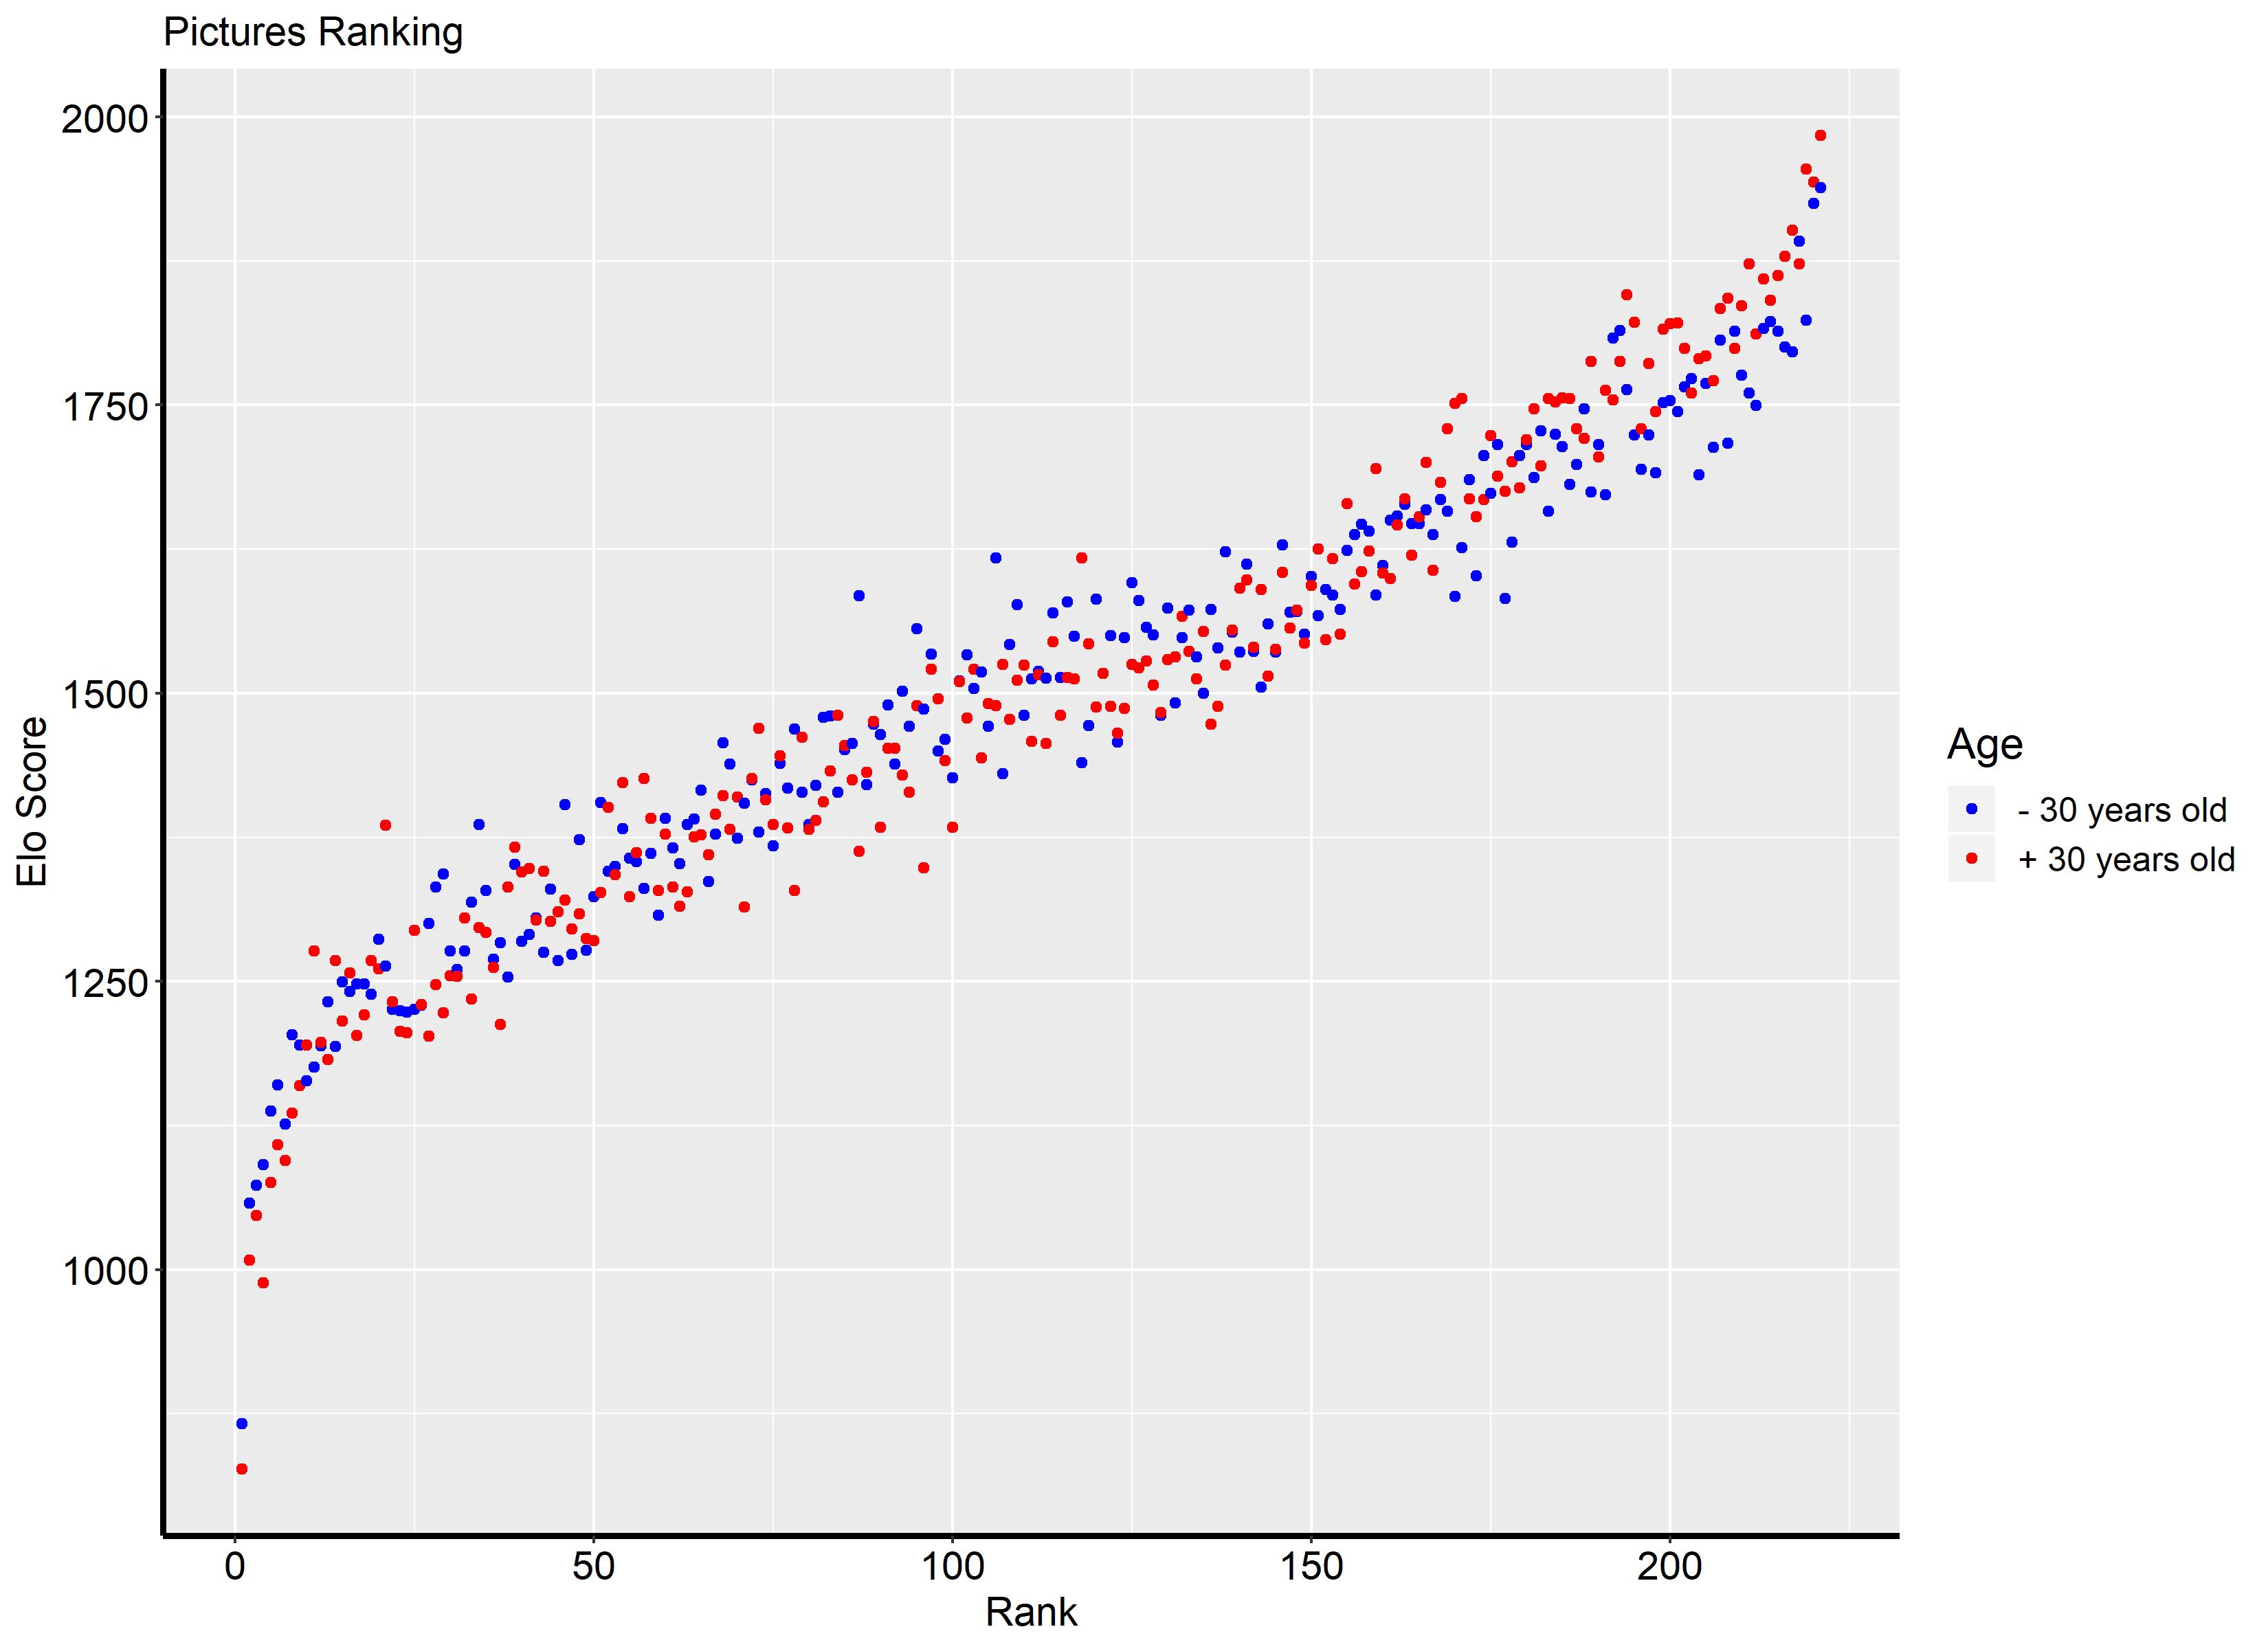 Pictures Ranking
2000
1750
1500
1250
1000
Elo Score
0 50 100 150 200
Rank
Age
- 30 years old
+ 30 years old